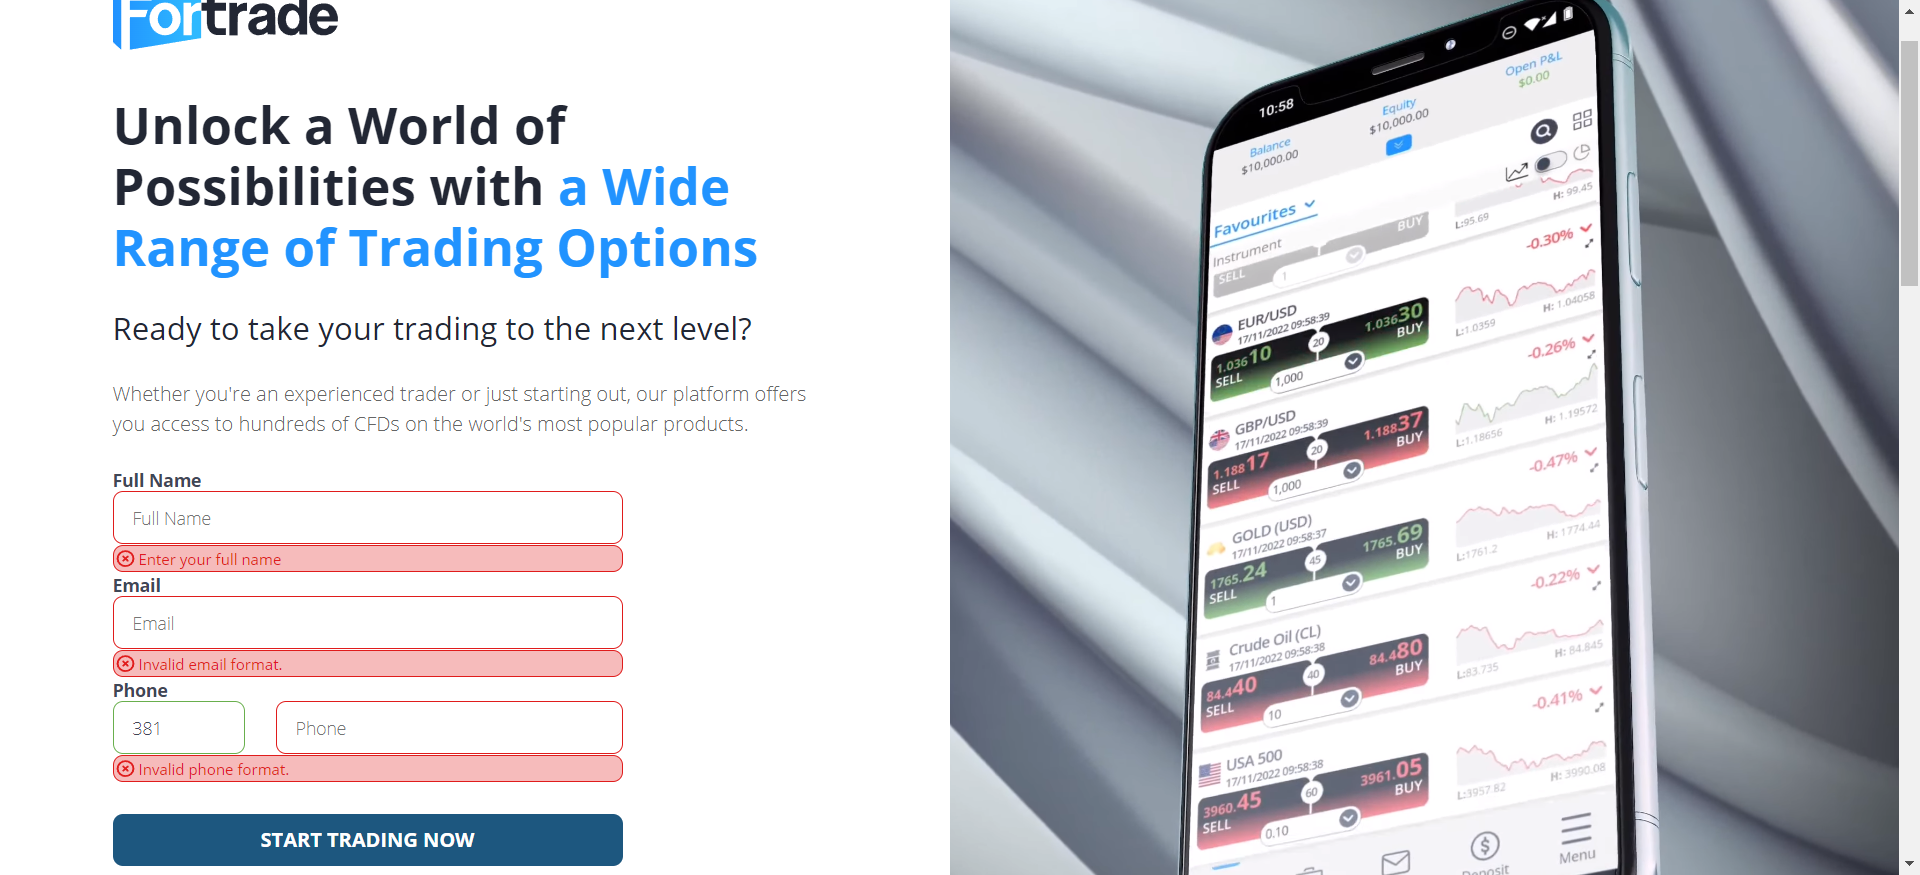 Fortrade
Unlock a World of
Possibilities with a Wide
Range of Trading Options
Ready to take your trading to the next level?
Whether you're an experienced trader or just starting out, our platform offers
you access to hundreds of CFDs on the world's most popular products.
Full Name
Full Name
Enter your full name
Email
Email
Invalid email format.
Phone
381 Phone
Invalid phone format.
START TRADING NOW
10:58
Balance
$10,000.00
Equity
$10,000.00
Open P&L
$0.00
Favourites
Instrument
SELL 1 BUY
L:95.69 H: 99.45
-0.30%
EUR/USD
17/11/2022 09:58:39
1.03610 SELL 20 1.03630 BUY
1,000
L:1.0359 H: 1.04058
-0.26%
GBP/USD
17/11/2022 09:58:39
1.18817 SELL 20 1.18837 BUY
1,000
L:1.18656 H: 1.19572
-0.47%
GOLD (USD)
17/11/2022 09:58:37
1765.24 SELL 45 1765.69 BUY
1
L:1761.2 H: 1774.44
-0.22%
Crude Oil (CL)
17/11/2022 09:58:38
84.440 SELL 40 84.480 BUY
10
L:83.735 H: 84.845
-0.41%
USA 500
17/11/2022 09:58:38
3960.45 SELL 60 3961.05 BUY
0.10
L:3957.82 H: 3990.08
Deposit
Menu